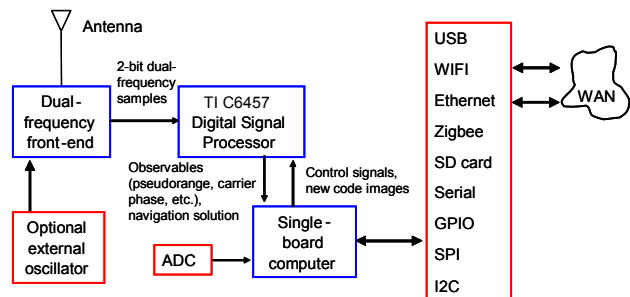 Antenna
2-bit dual-
frequency
samples
Dual-
frequency
front-end
TI C6457
Digital Signal
Processor
Observables
(pseudorange, carrier
phase, etc.),
navigation solution
Control signals,
new code images
Optional
external
oscillator
ADC
Single-
board
computer
USB
WIFI
Ethernet
Zigbee
SD card
Serial
GPIO
SPI
I2C
WAN